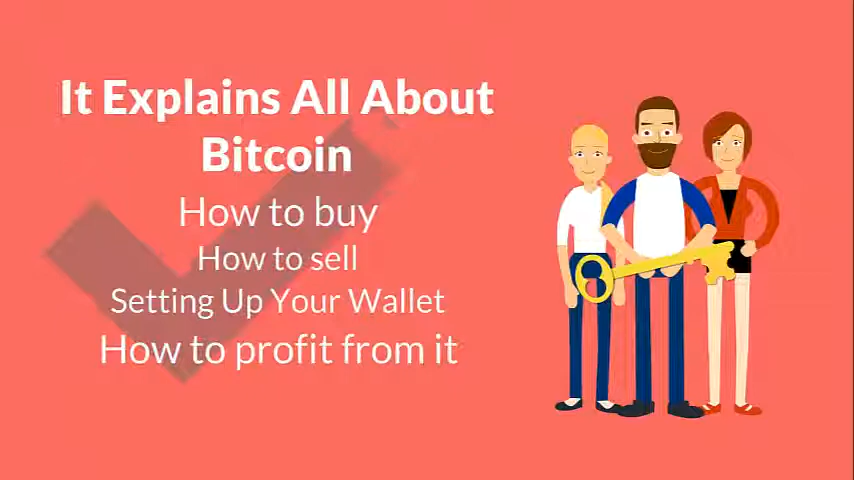 It Explains All About
Bitcoin
How to buy
How to sell
Setting Up Your Wallet
How to profit from it